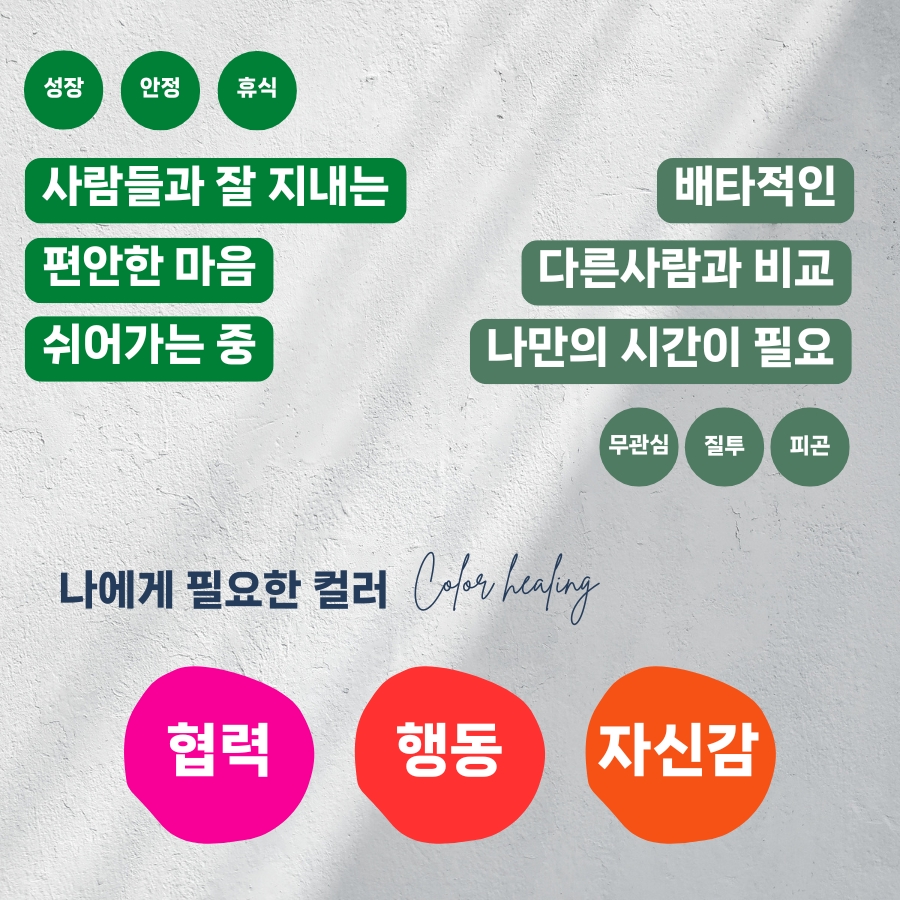 성장 안정 휴식
사람들과 잘 지내는
편안한 마음
쉬어가는 중
배타적인
다른사람과 비교
나만의 시간이 필요
무관심 질투 피곤
나에게 필요한 컬러 Color healing
협력 행동 자신감